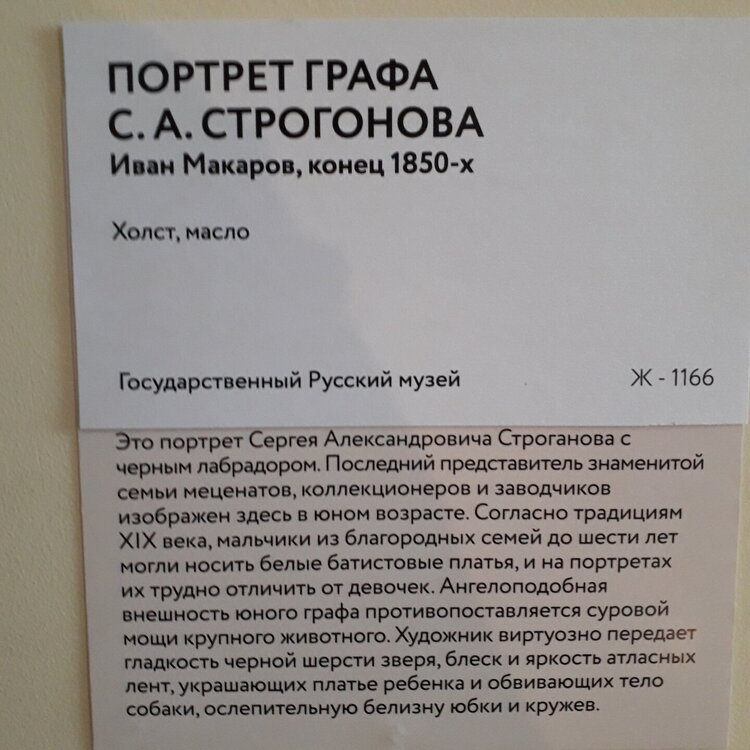 ПОРТРЕТ ГРАФА
С. А. СТРОГОНОВА
Иван Макаров, конец 1850-х
Холст, масло
Государственный Русский музей Ж - 1166
Это портрет Сергея Александровича Строганова с
черным лабрадором. Последний представитель знаменитой
семьи меценатов, коллекционеров и заводчиков
изображен здесь в юном возрасте. Согласно традициям
XIX века, мальчики из благородных семей до шести лет
могли носить белые батистовые платья, и на портретах
их трудно отличить от девочек. Ангелоподобная
внешность юного графа противопоставляется суровой
мощи крупного животного. Художник виртуозно передает
гладкость черной шерсти зверя, блеск и яркость атласных
лент, украшающих платье ребенка и обвивающих тело
собаки, ослепительную белизну юбки и кружев.